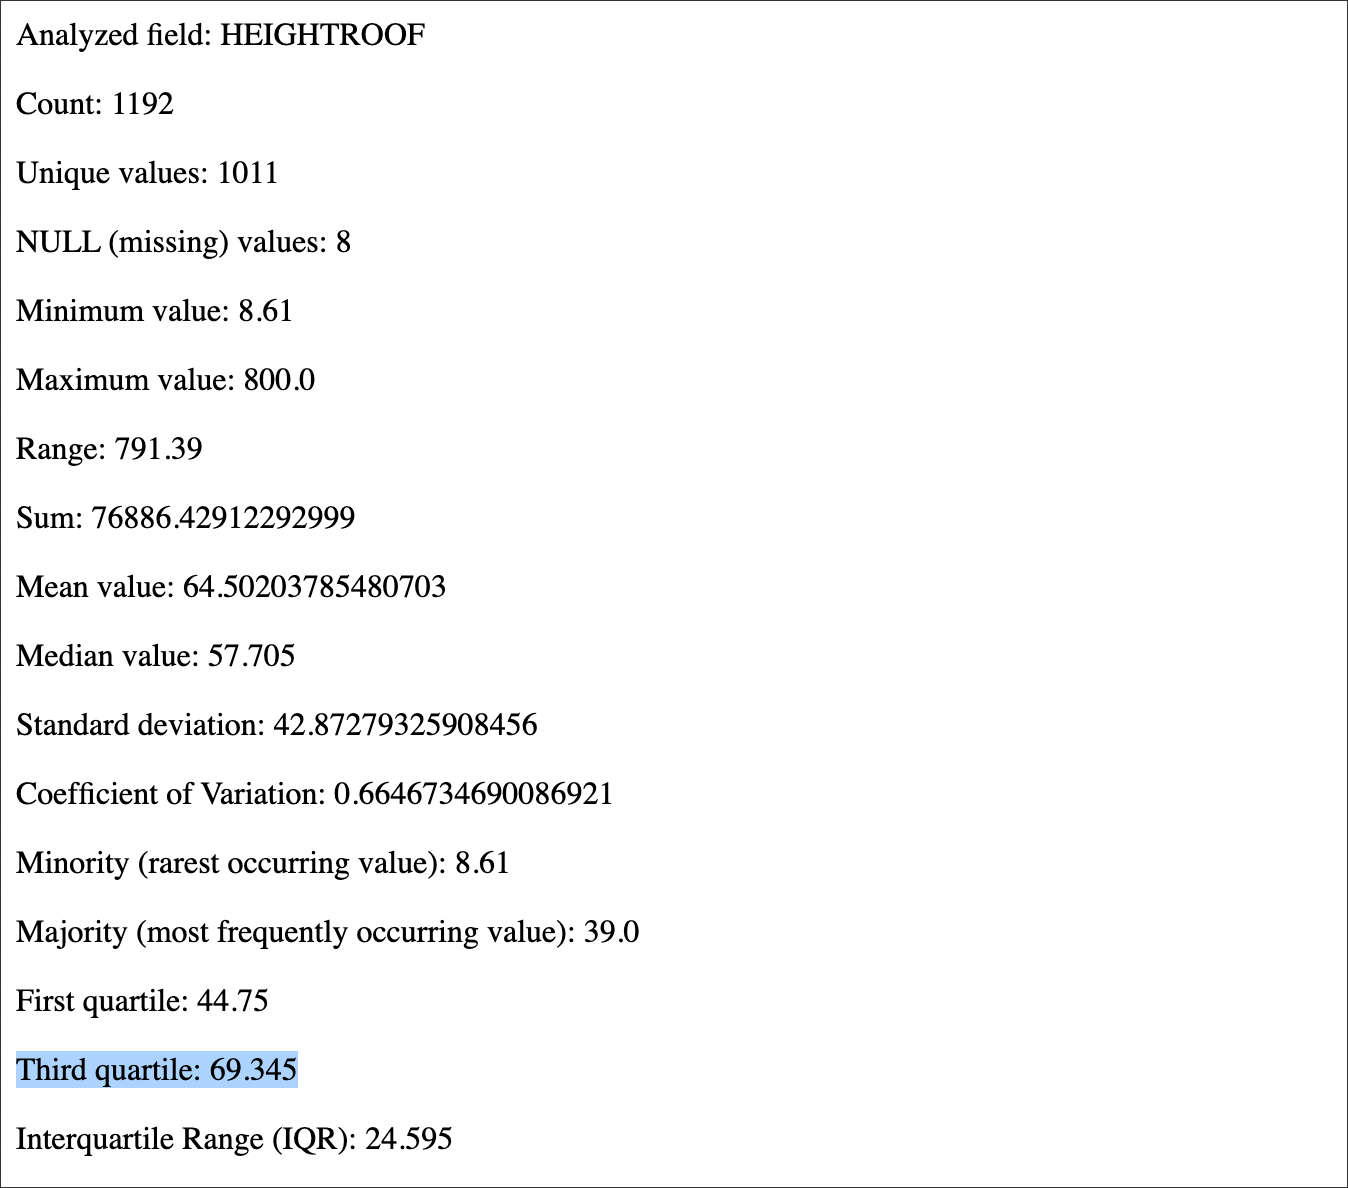 Analyzed field: HEIGHTROOF
Count: 1192
Unique values: 1011
NULL (missing) values: 8
Minimum value: 8.61
Maximum value: 800.0
Range: 791.39
Sum: 76886.42912292999
Mean value: 64.50203785480703
Median value: 57.705
Standard deviation: 42.87279325908456
Coefficient of Variation: 0.6646734690086921
Minority (rarest occurring value): 8.61
Majority (most frequently occurring value): 39.0
First quartile: 44.75
Third quartile: 69.345
Interquartile Range (IQR): 24.595